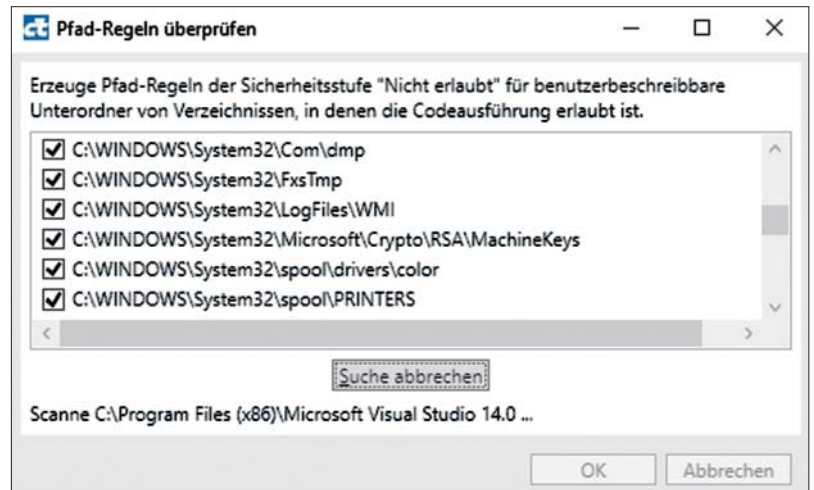 ct Pfad-Regeln überprüfen
Erzeuge Pfad-Regeln der Sicherheitsstufe "Nicht erlaubt" für benutzerbeschreibbare
Unterordner von Verzeichnissen, in denen die Codeausführung erlaubt ist.
C:\WINDOWS\System32\Com\dmp
C:\WINDOWS\System32\FxsTmp
C:\WINDOWS\System32\LogFiles\WMI
C:\WINDOWS\System32\Microsoft\Crypto\RSA\MachineKeys
C:\WINDOWS\System32\spool\drivers\color
C:\WINDOWS\System32\spool\PRINTERS
Suche abbrechen
Scanne C:\Program Files (x86)\Microsoft Visual Studio 14.0 ...
OK Abbrechen